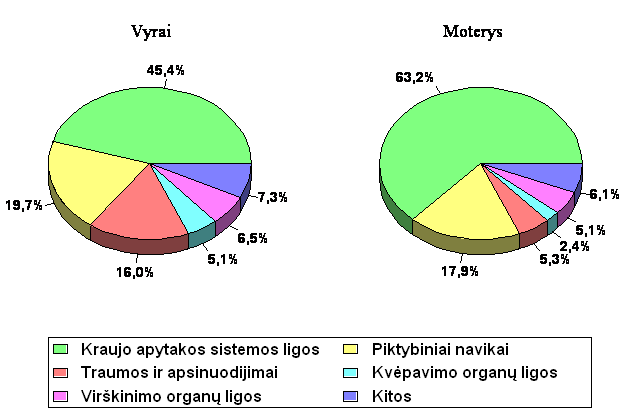 Vyrai
45,4%
19,7%
16,0%
5,1%
6,5%
7,3%
Moterys
63,2%
17,9%
5,3%
2,4%
5,1%
6,1%
Kraujo apytakos sistemos ligos
Piktybiniai navikai
Traumos ir apsinuodijimai
Kvėpavimo organų ligos
Virškinimo organų ligos
Kitos